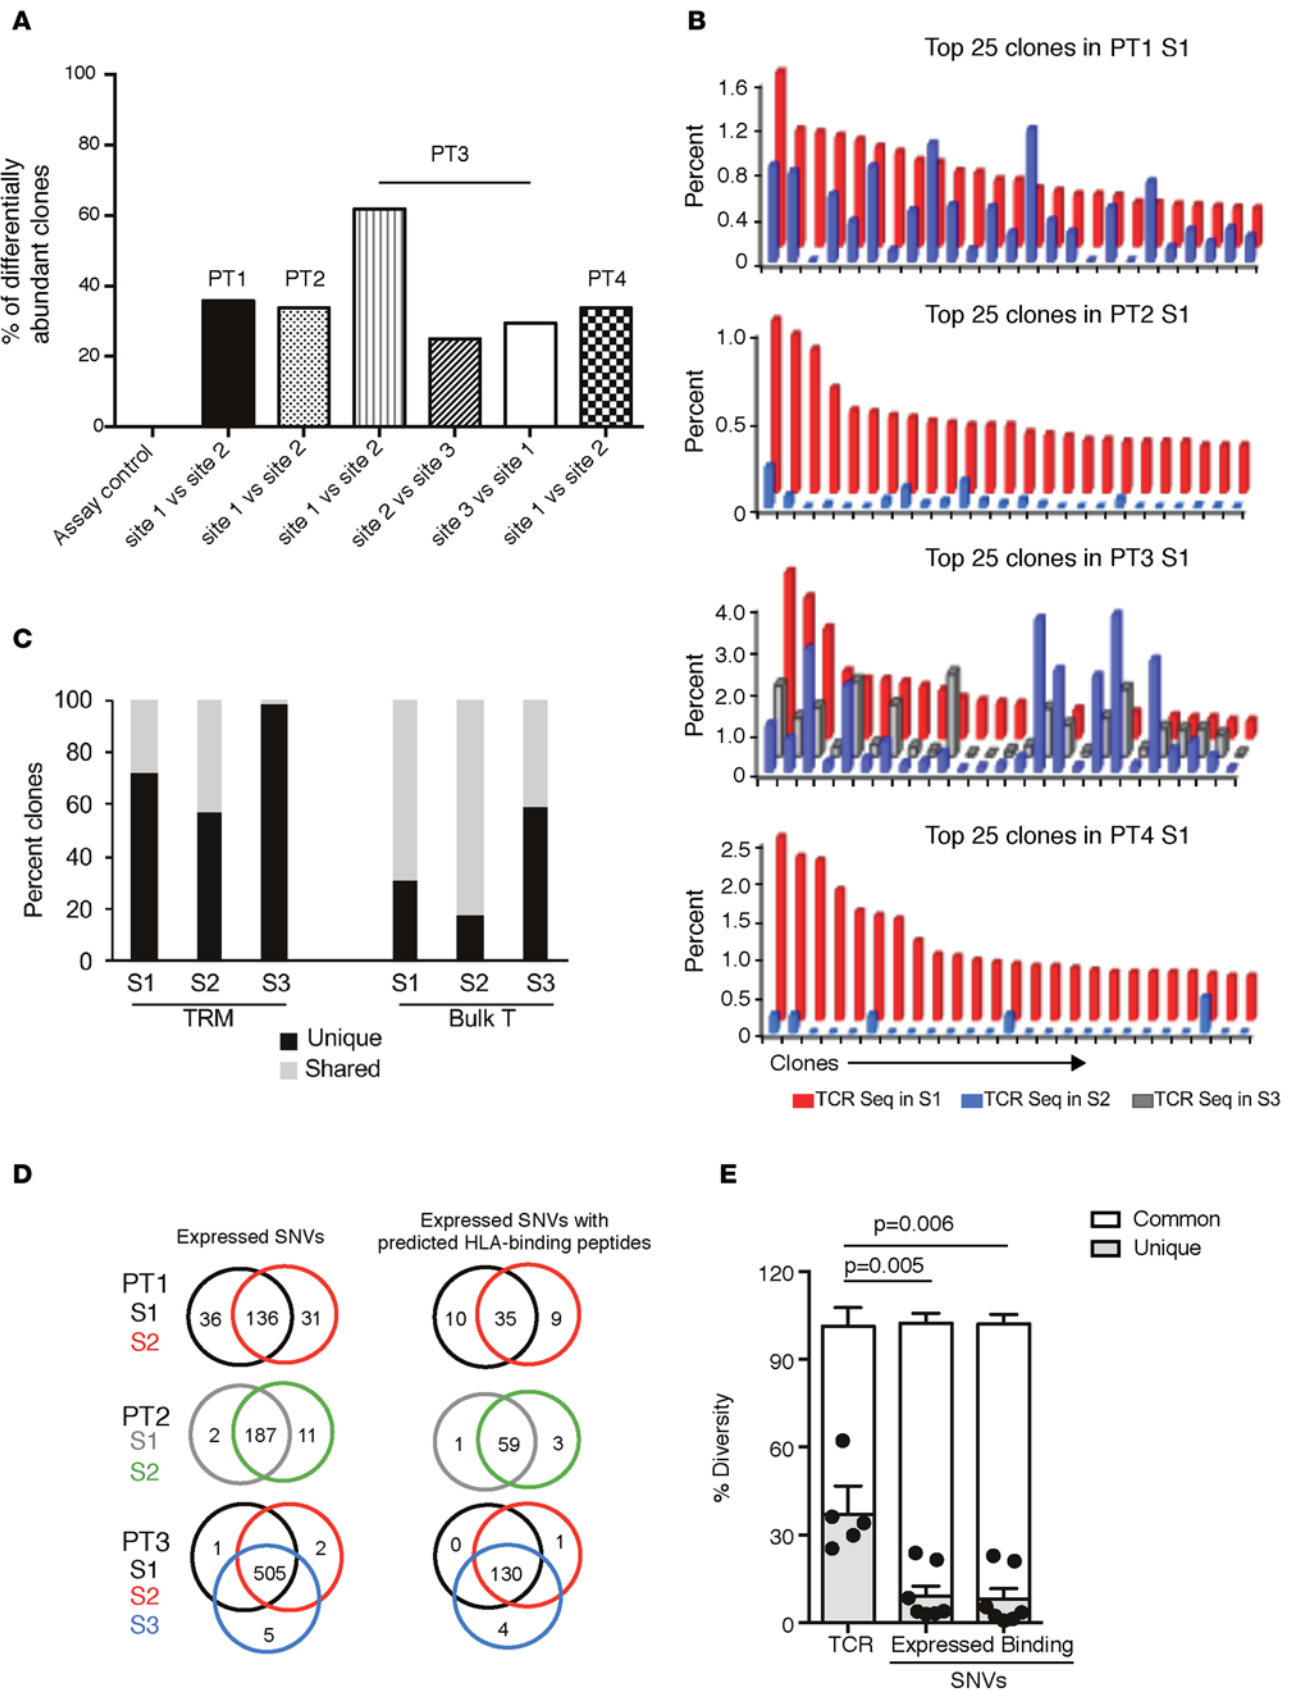 A
% of differentially
abundant clones
100
80
60
40
20
0
PT1
PT2
PT3
PT4
Assay control
site 1 vs site 2
site 1 vs site 2
site 1 vs site 2
site 2 vs site 3
site 3 vs site 1
site 1 vs site 2
B
Top 25 clones in PT1 S1
Percent
1.6
1.2
0.8
0.4
0
Top 25 clones in PT2 S1
Percent
1.0
0.5
0
Top 25 clones in PT3 S1
Percent
4.0
3.0
2.0
1.0
0
Top 25 clones in PT4 S1
Percent
2.5
2.0
1.5
1.0
0.5
0
Clones
TCR Seq in S1
TCR Seq in S2
TCR Seq in S3
C
Percent clones
100
80
60
40
20
0
S1 S2 S3
S1 S2 S3
TRM
Bulk T
Unique
Shared
D
Expressed SNVs
Expressed SNVs with
predicted HLA-binding peptides
PT1
S1
S2
36 136 31
10 35 9
PT2
S1
S2
2 187 11
1 59 3
PT3
S1
S2
S3
1 2
505
5
0 1
130
4
E
Common
Unique
p=0.006
p=0.005
% Diversity
120
90
60
30
0
TCR Expressed Binding
SNVs